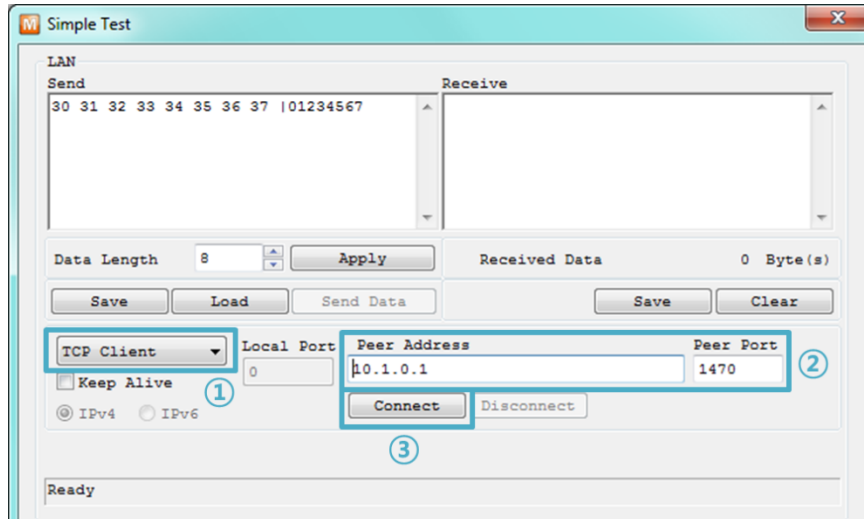 M Simple Test
x
LAN
Send Receive
30 31 32 33 34 35 36 37 |01234567
Data Length 8 Apply Received Data 0 Byte(s)
Save Load Send Data Save Clear
TCP Client Local Port Peer Address Peer Port
0 10.1.0.1 1470 ②
Keep Alive ①
IPv4 IPv6 Connect Disconnect
③
Ready